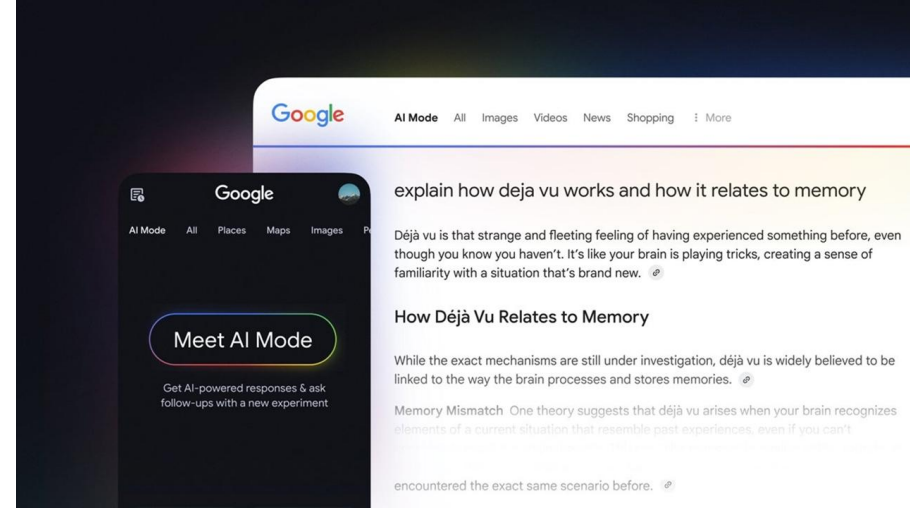 Google
AI Mode All Images Videos News Shopping More
explain how deja vu works and how it relates to memory
Déjà vu is that strange and fleeting feeling of having experienced something before, even
though you know you haven't. It's like your brain is playing tricks, creating a sense of
familiarity with a situation that's brand new.
How Déjà Vu Relates to Memory
While the exact mechanisms are still under investigation, déjà vu is widely believed to be
linked to the way the brain processes and stores memories.
Memory Mismatch One theory suggests that déjà vu arises when your brain recognizes
elements of a current situation that resemble past experiences, even if you can't
encountered the exact same scenario before.
Google
AI Mode All Places Maps Images
Meet AI Mode
Get AI-powered responses & ask
follow-ups with a new experiment